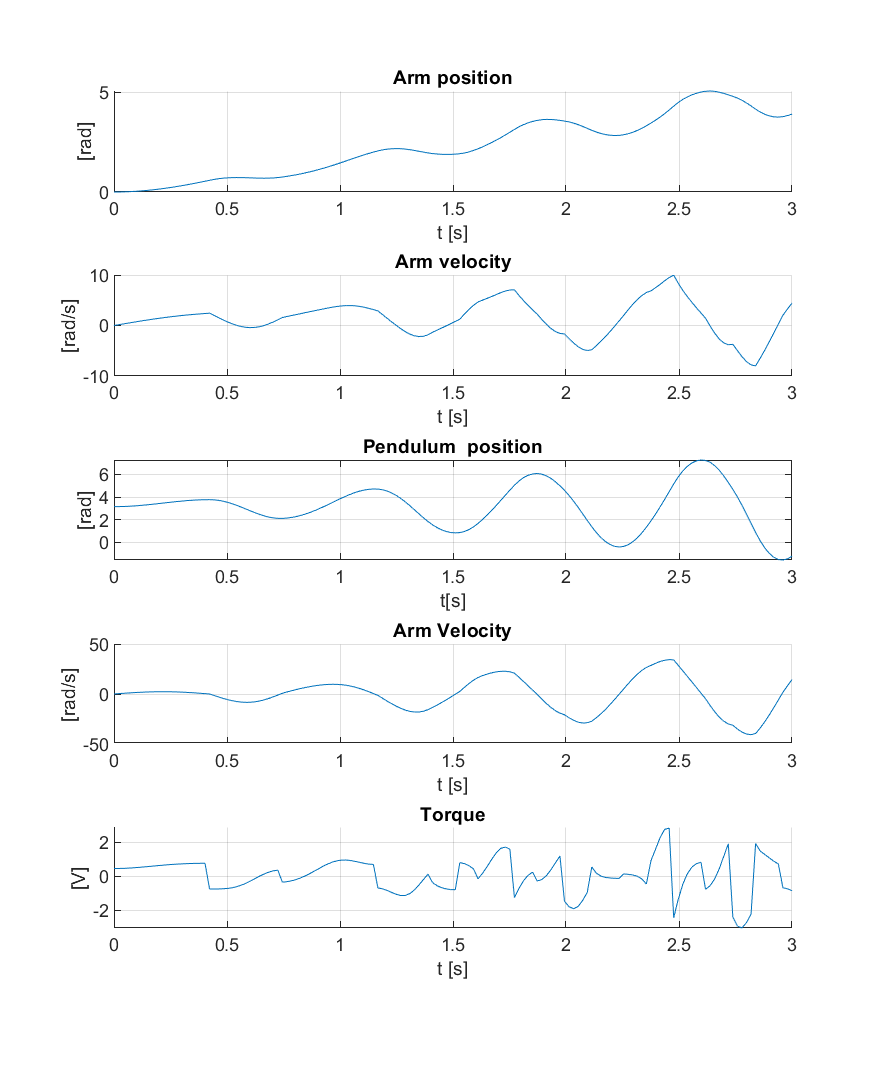 Arm position
5
[rad]
0
0 0.5 1 1.5 2 2.5 3
t [s]
Arm velocity
10
[rad/s]
0
-10
0 0.5 1 1.5 2 2.5 3
t [s]
Pendulum  position
6
4
[rad]
2
0
0 0.5 1 1.5 2 2.5 3
t[s]
Arm Velocity
50
[rad/s]
0
-50
0 0.5 1 1.5 2 2.5 3
t [s]
Torque
2
[V]
0
-2
0 0.5 1 1.5 2 2.5 3
t [s]